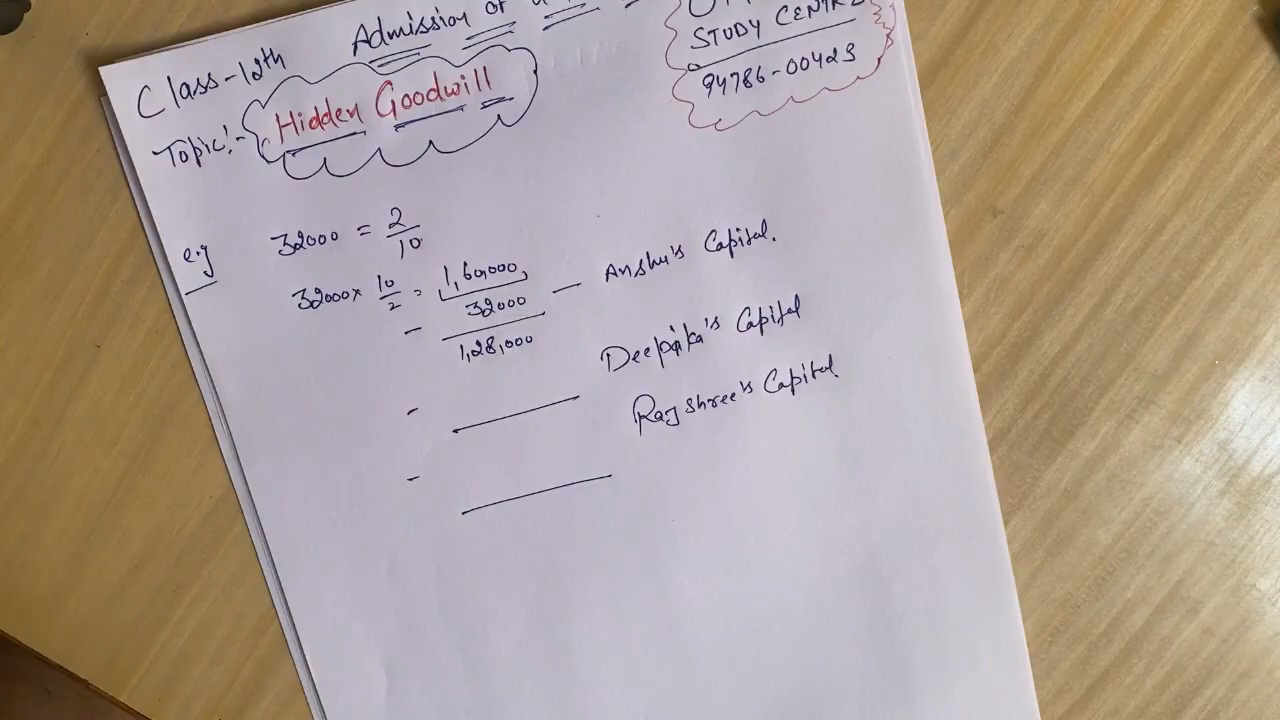 Class-12th Admission of a
STUDY CENTRE
94786-00423
Topic:- Hidden Goodwill
e.g 32000 = 2/10
32000 × 10/2 = 1,60,000
- 32000 — Anshu's Capital.
1,28,000
- Deepika's Capital
- Rajshree's Capital.